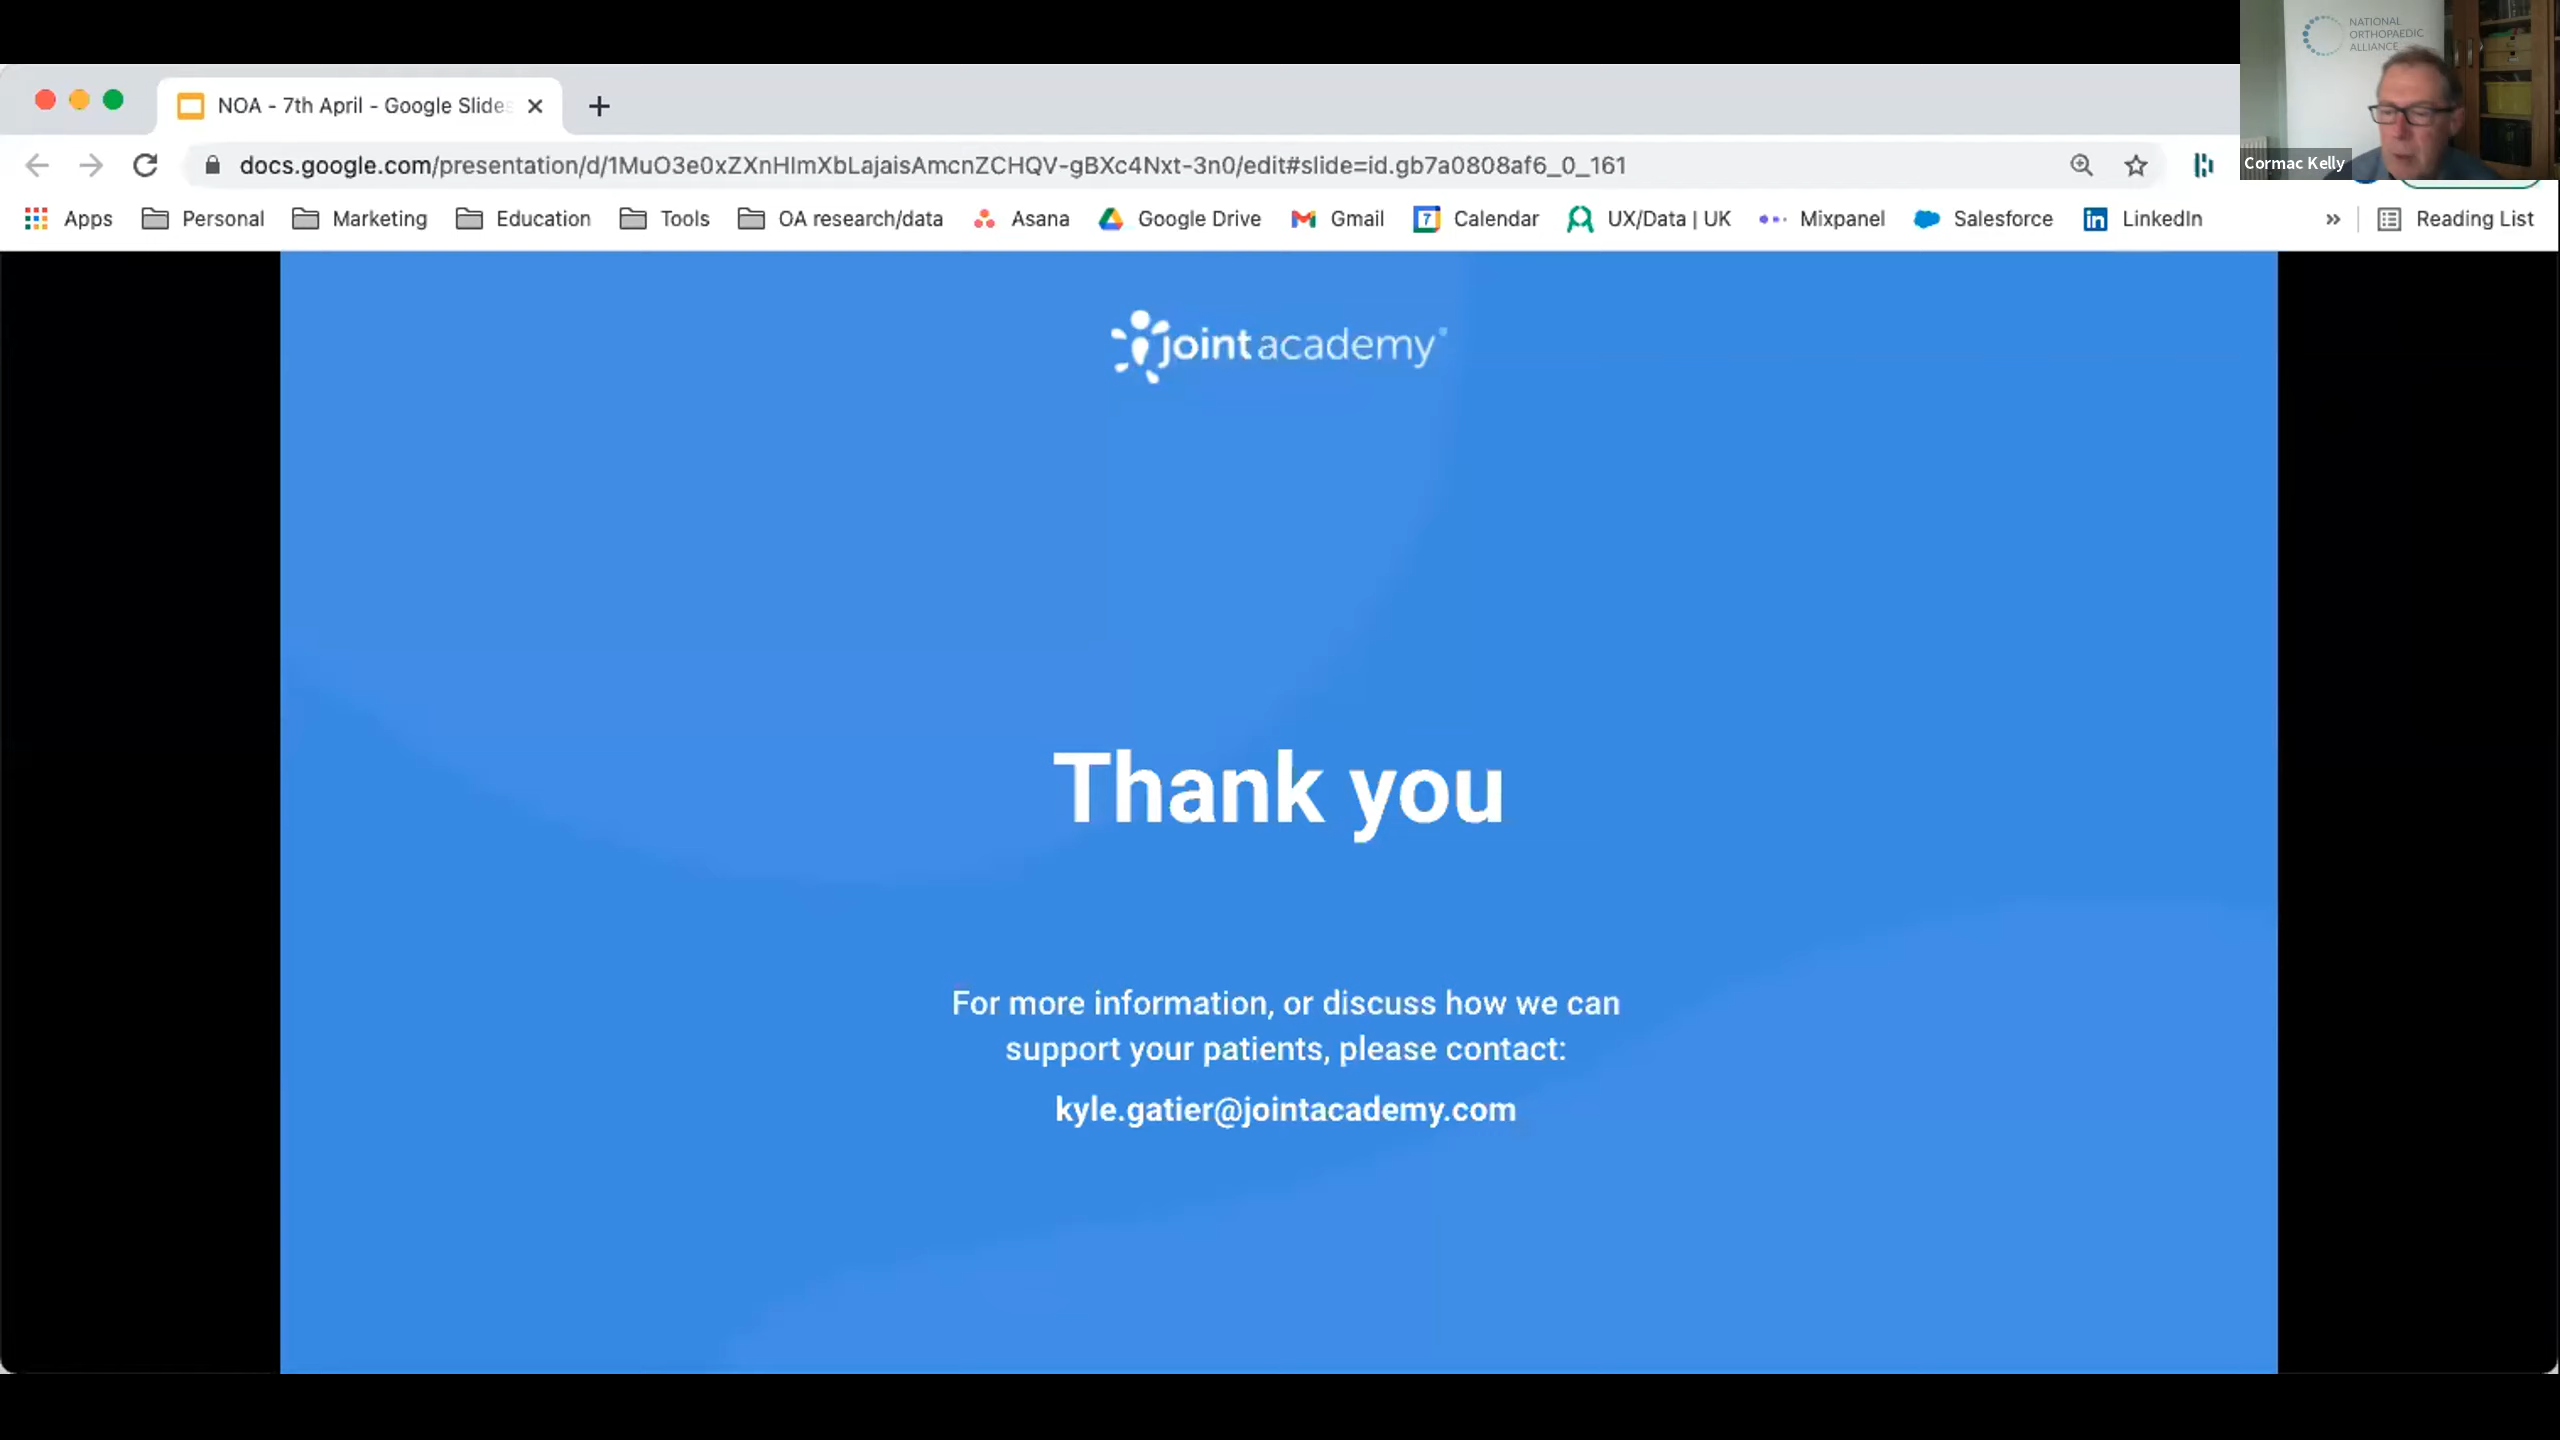 NATIONAL
ORTHOPAEDIC
ALLIANCE
Cormac Kelly
NOA - 7th April - Google Slides
docs.google.com/presentation/d/1MuO3e0xZXnHImXbLajaisAmcnZCHQV-gBXc4Nxt-3n0/edit#slide=id.gb7a0808af6_0_161
Apps Personal Marketing Education Tools OA research/data Asana Google Drive Gmail 7 Calendar UX/Data | UK Mixpanel Salesforce in LinkedIn » Reading List
jointacademy
Thank you
For more information, or discuss how we can
support your patients, please contact:
kyle.gatier@jointacademy.com